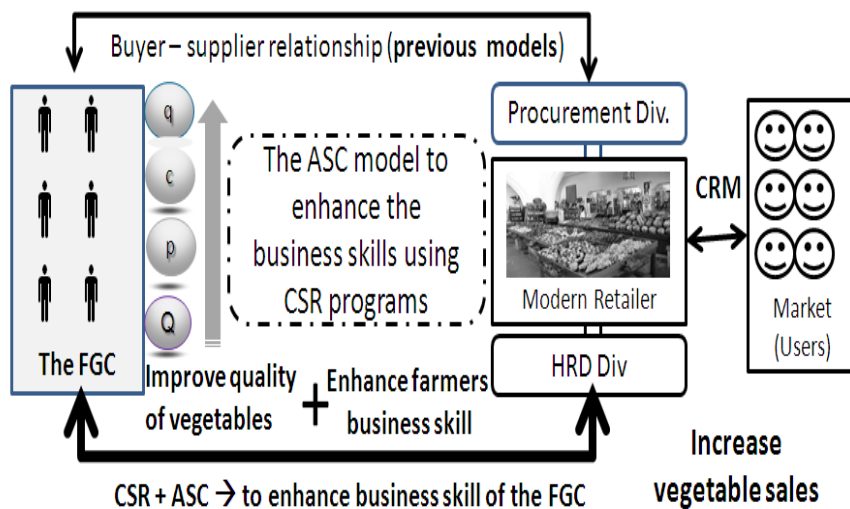 Buyer – supplier relationship (previous models)
q
c
p
Q
The FGC
The ASC model to
enhance the
business skills using
CSR programs
Procurement Div.
Modern Retailer
HRD Div
CRM
Market
(Users)
Improve quality
of vegetables
+
Enhance farmers
business skill
Increase
vegetable sales
CSR + ASC → to enhance business skill of the FGC